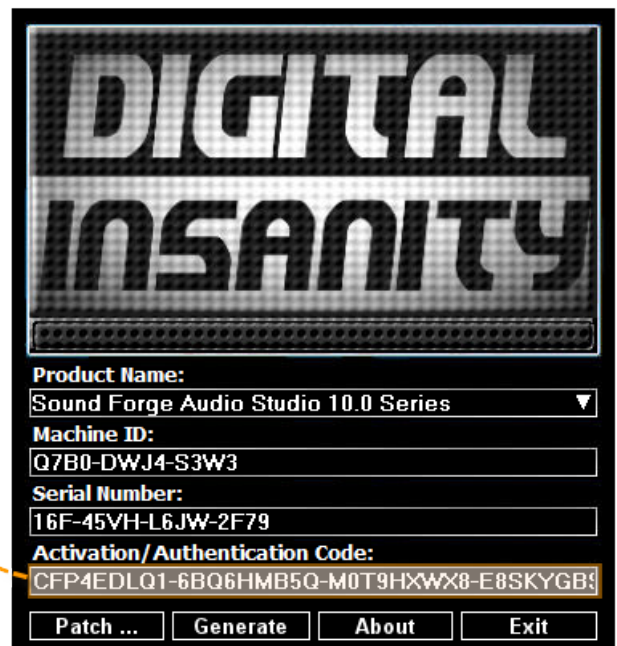 DIGITAL
INSANITY
Product Name:
Sound Forge Audio Studio 10.0 Series
Machine ID:
Q7B0-DWJ4-S3W3
Serial Number:
16F-45VH-L6JW-2F79
Activation/Authentication Code:
CFP4EDLQ1-6BQ6HMB5Q-M0T9HXWX8-E8SKYGB
Patch ... Generate About Exit